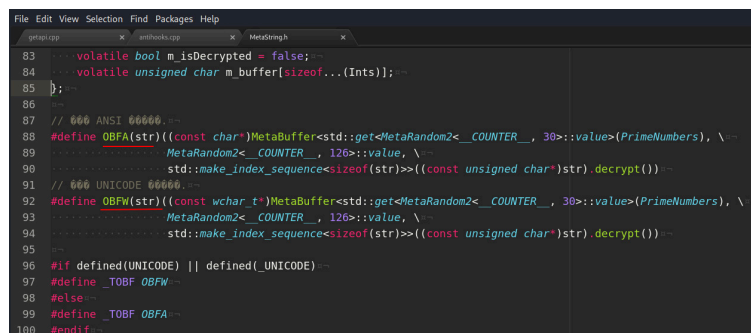 File Edit View Selection Find Packages Help
getapi.cpp × antihooks.cpp × MetaString.h ×
83 volatile bool m_isDecrypted = false;
84 volatile unsigned char m_buffer[sizeof...(Ints)];
85 };
86
87 // ��� ANSI �����.
88 #define OBFA(str)((const char*)MetaBuffer<std::get<MetaRandom2<__COUNTER__, 30>::value>(PrimeNumbers), \
89 MetaRandom2<__COUNTER__, 126>::value, \
90 std::make_index_sequence<sizeof(str)>>((const unsigned char*)str).decrypt())
91 // ��� UNICODE �����.
92 #define OBFW(str)((const wchar_t*)MetaBuffer<std::get<MetaRandom2<__COUNTER__, 30>::value>(PrimeNumbers), \
93 MetaRandom2<__COUNTER__, 126>::value, \
94 std::make_index_sequence<sizeof(str)>>((const unsigned char*)str).decrypt())
95
96 #if defined(UNICODE) || defined(_UNICODE)
97 #define _TOBF OBFW
98 #else
99 #define _TOBF OBFA
100 #endif